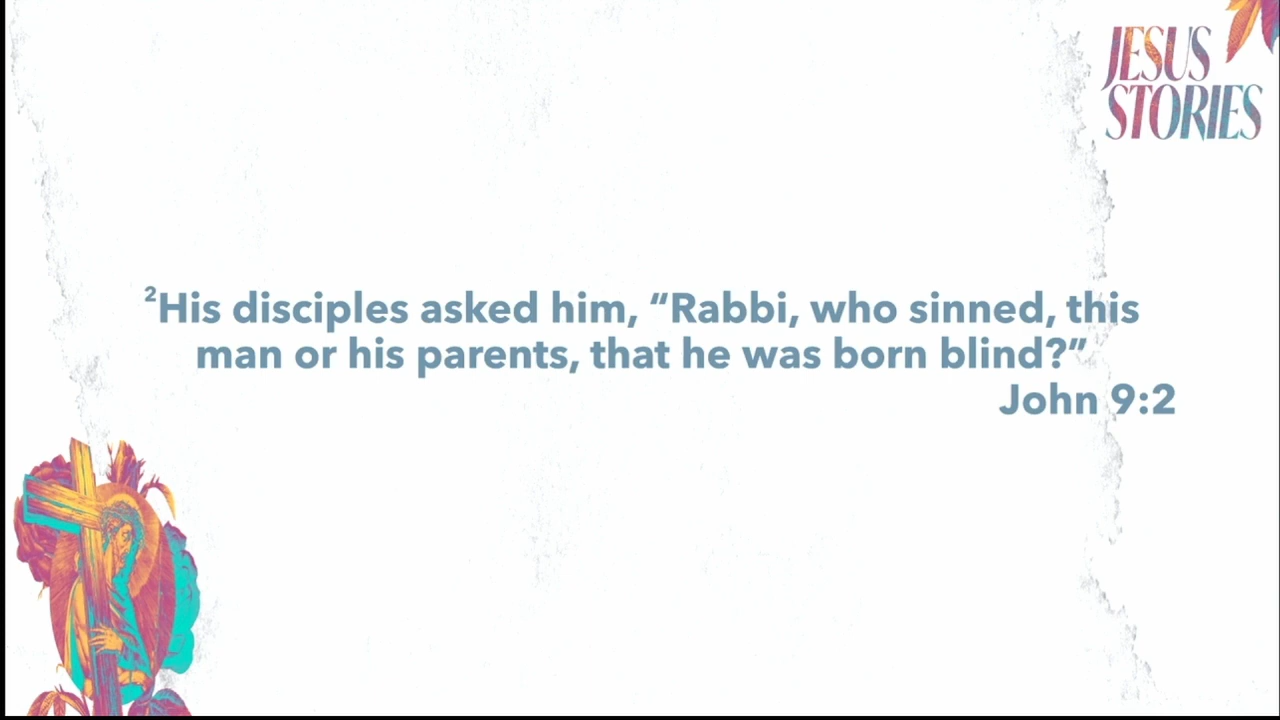 JESUS
STORIES
²His disciples asked him, “Rabbi, who sinned, this
man or his parents, that he was born blind?”
John 9:2